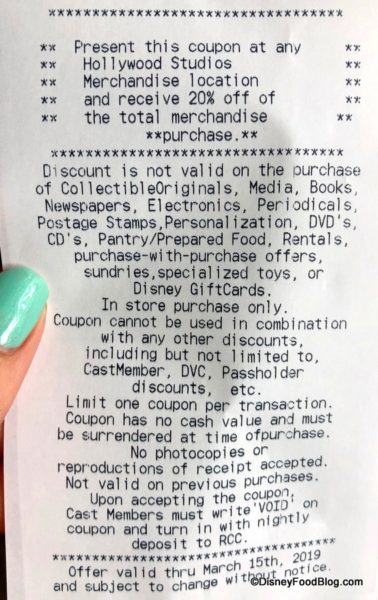 ***********************************
** Present this coupon at any **
** Hollywood Studios **
** Merchandise location **
** and receive 20% off of **
** the total merchandise **
**purchase.**
***********************************
Discount is not valid on the purchase
of CollectibleOriginals, Media, Books,
Newspapers, Electronics, Periodicals,
Postage Stamps,Personalization, DVD's,
CD's, Pantry/Prepared Food, Rentals,
purchase-with-purchase offers,
sundries,specialized toys, or
Disney GiftCards.
In store purchase only.
Coupon cannot be used in combination
with any other discounts,
including but not limited to,
CastMember, DVC, Passholder
discounts, etc.
Limit one coupon per transaction.
Coupon has no cash value and must
be surrendered at time ofpurchase.
No photocopies or
reproductions of receipt accepted.
Not valid on previous purchases.
Upon accepting the coupon,
Cast Members must write'VOID' on
coupon and turn in with nightly
deposit to RCC.
***********************************
Offer valid thru March 15th, 2019
and subject to change without notice.
©DisneyFoodBlog.com